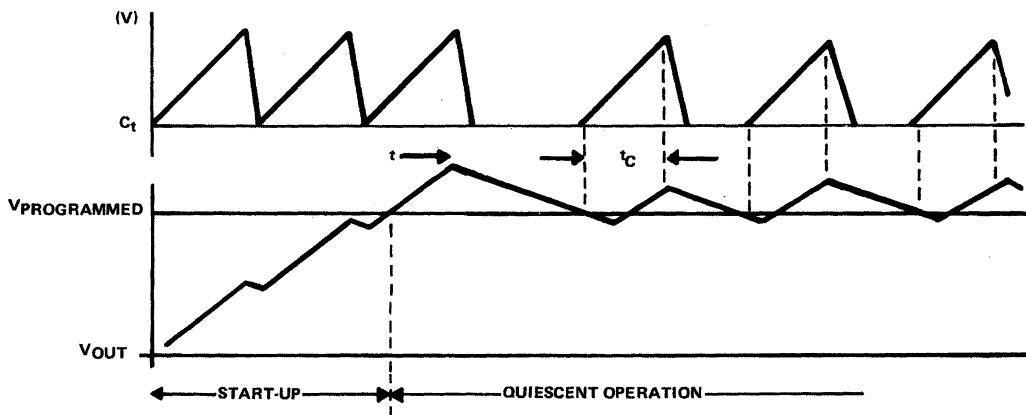 (V)
Ct
t
tC
VPROGRAMMED
VOUT
START-UP
QUIESCENT OPERATION